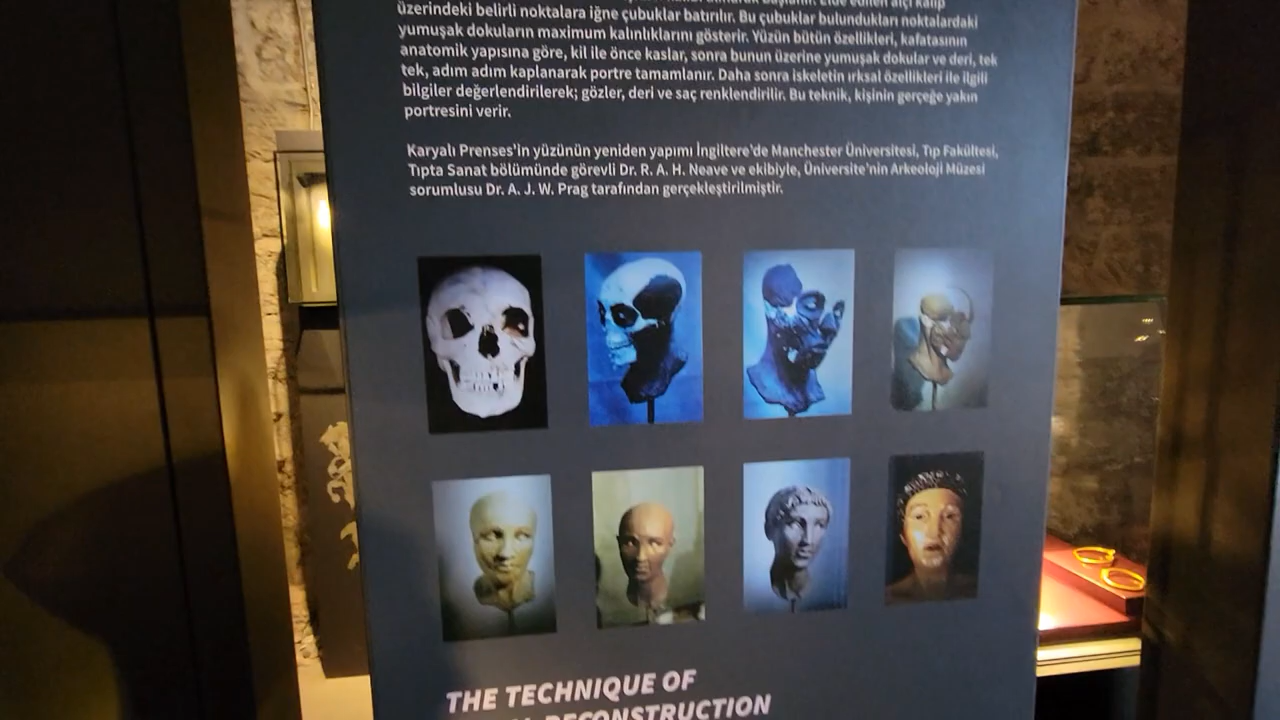 üzerindeki belirli noktalara iğne çubuklar batırılır. Bu çubuklar bulundukları noktalardaki
yumuşak dokuların maximum kalınlıklarını gösterir. Yüzün bütün özellikleri, kafatasının
anatomik yapısına göre, kil ile önce kaslar, sonra bunun üzerine yumuşak dokular ve deri, tek
tek, adım adım kaplanarak portre tamamlanır. Daha sonra iskeletin ırksal özellikleri ile ilgili
bilgiler değerlendirilerek; gözler, deri ve saç renklendirilir. Bu teknik, kişinin gerçeğe yakın
portresini verir.
Karyalı Prenses'in yüzünün yeniden yapımı İngiltere'de Manchester Üniversitesi, Tıp Fakültesi,
Tıpta Sanat bölümünde görevli Dr. R. A. H. Neave ve ekibiyle, Üniversite'nin Arkeoloji Müzesi
sorumlusu Dr. A. J. W. Prag tarafından gerçekleştirilmiştir.
THE TECHNIQUE OF
RECONSTRUCTION